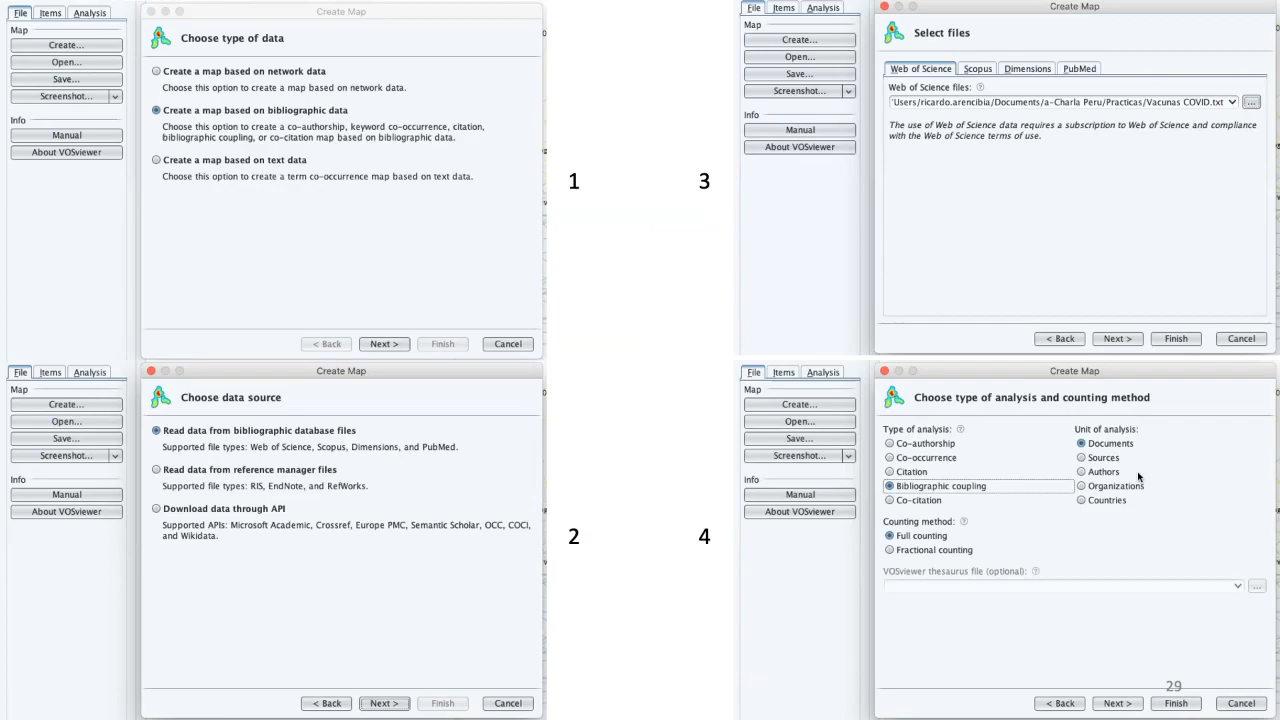 File Items Analysis
Map
Create...
Open...
Save...
Screenshot...
Info
Manual
About VOSviewer
Create Map
Choose type of data
Create a map based on network data
Choose this option to create a map based on network data.
Create a map based on bibliographic data
Choose this option to create a co-authorship, keyword co-occurrence, citation,
bibliographic coupling, or co-citation map based on bibliographic data.
Create a map based on text data
Choose this option to create a term co-occurrence map based on text data.
< Back Next > Finish Cancel
1
File Items Analysis
Map
Create...
Open...
Save...
Screenshot...
Info
Manual
About VOSviewer
Create Map
Choose data source
Read data from bibliographic database files
Supported file types: Web of Science, Scopus, Dimensions, and PubMed.
Read data from reference manager files
Supported file types: RIS, EndNote, and RefWorks.
Download data through API
Supported APIs: Microsoft Academic, Crossref, Europe PMC, Semantic Scholar, OCC, COCI,
and Wikidata.
< Back Next > Finish Cancel
2
File Items Analysis
Map
Create...
Open...
Save...
Screenshot...
Info
Manual
About VOSviewer
Create Map
Select files
Web of Science Scopus Dimensions PubMed
Web of Science files: ?
'Users/ricardo.arencibia/Documents/a-Charla Peru/Practicas/Vacunas COVID.txt ...
The use of Web of Science data requires a subscription to Web of Science and compliance
with the Web of Science terms of use.
< Back Next > Finish Cancel
3
File Items Analysis
Map
Create...
Open...
Save...
Screenshot...
Info
Manual
About VOSviewer
Create Map
Choose type of analysis and counting method
Type of analysis: ? Unit of analysis:
Co-authorship Documents
Co-occurrence Sources
Citation Authors
Bibliographic coupling Organizations
Co-citation Countries
Counting method: ?
Full counting
Fractional counting
VOSviewer thesaurus file (optional): ?
...
< Back Next > Finish Cancel
4
29